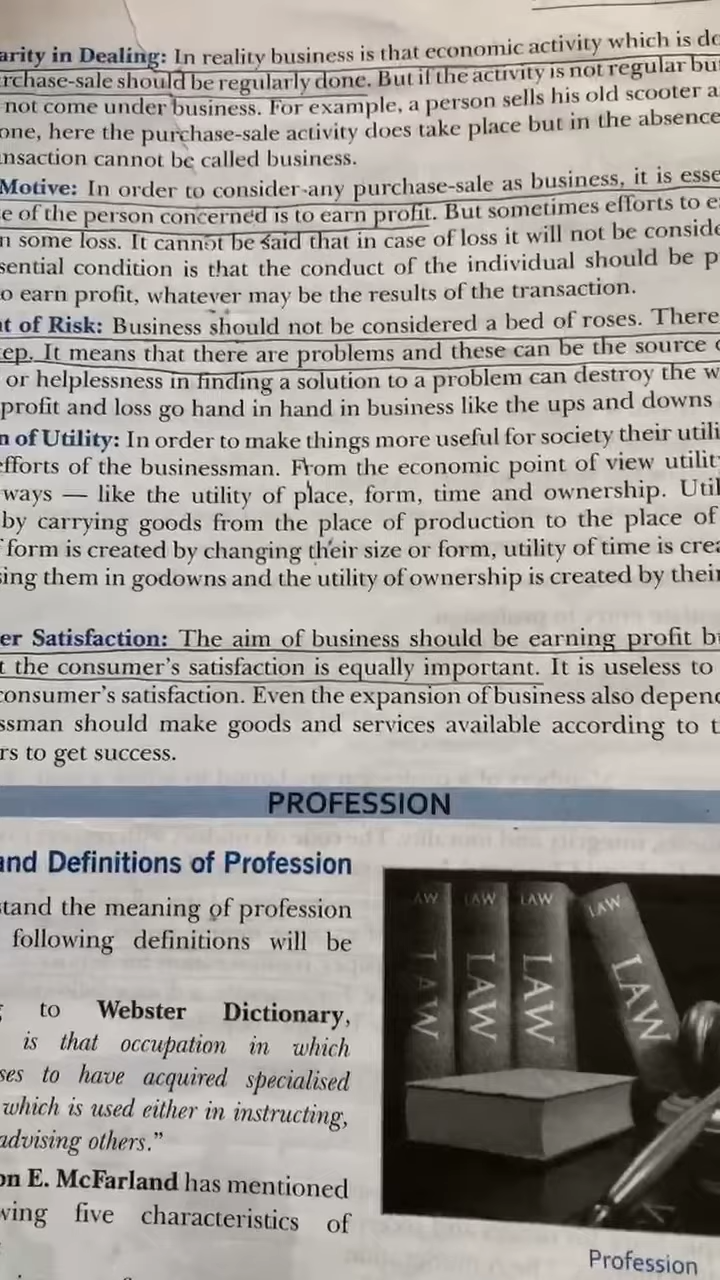 arity in Dealing: In reality business is that economic activity which is do
rchase-sale should be regularly done. But if the activity is not regular bu
not come under business. For example, a person sells his old scooter a
one, here the purchase-sale activity does take place but in the absence
nsaction cannot be called business.
Motive: In order to consider any purchase-sale as business, it is esse
e of the person concerned is to earn profit. But sometimes efforts to e
n some loss. It cannot be said that in case of loss it will not be conside
sential condition is that the conduct of the individual should be p
o earn profit, whatever may be the results of the transaction.
t of Risk: Business should not be considered a bed of roses. There
ep. It means that there are problems and these can be the source
or helplessness in finding a solution to a problem can destroy the w
profit and loss go hand in hand in business like the ups and downs
n of Utility: In order to make things more useful for society their utili
efforts of the businessman. From the economic point of view utilit
ways — like the utility of place, form, time and ownership. Util
by carrying goods from the place of production to the place of
form is created by changing their size or form, utility of time is crea
sing them in godowns and the utility of ownership is created by their
er Satisfaction: The aim of business should be earning profit b
t the consumer's satisfaction is equally important. It is useless to
consumer's satisfaction. Even the expansion of business also depend
ssman should make goods and services available according to t
rs to get success.
PROFESSION
and Definitions of Profession
stand the meaning of profession
following definitions will be
to Webster Dictionary,
is that occupation in which
ses to have acquired specialised
which is used either in instructing,
advising others."
on E. McFarland has mentioned
wing five characteristics of
LAW LAW LAW LAW
LAW LAW LAW LAW
Profession